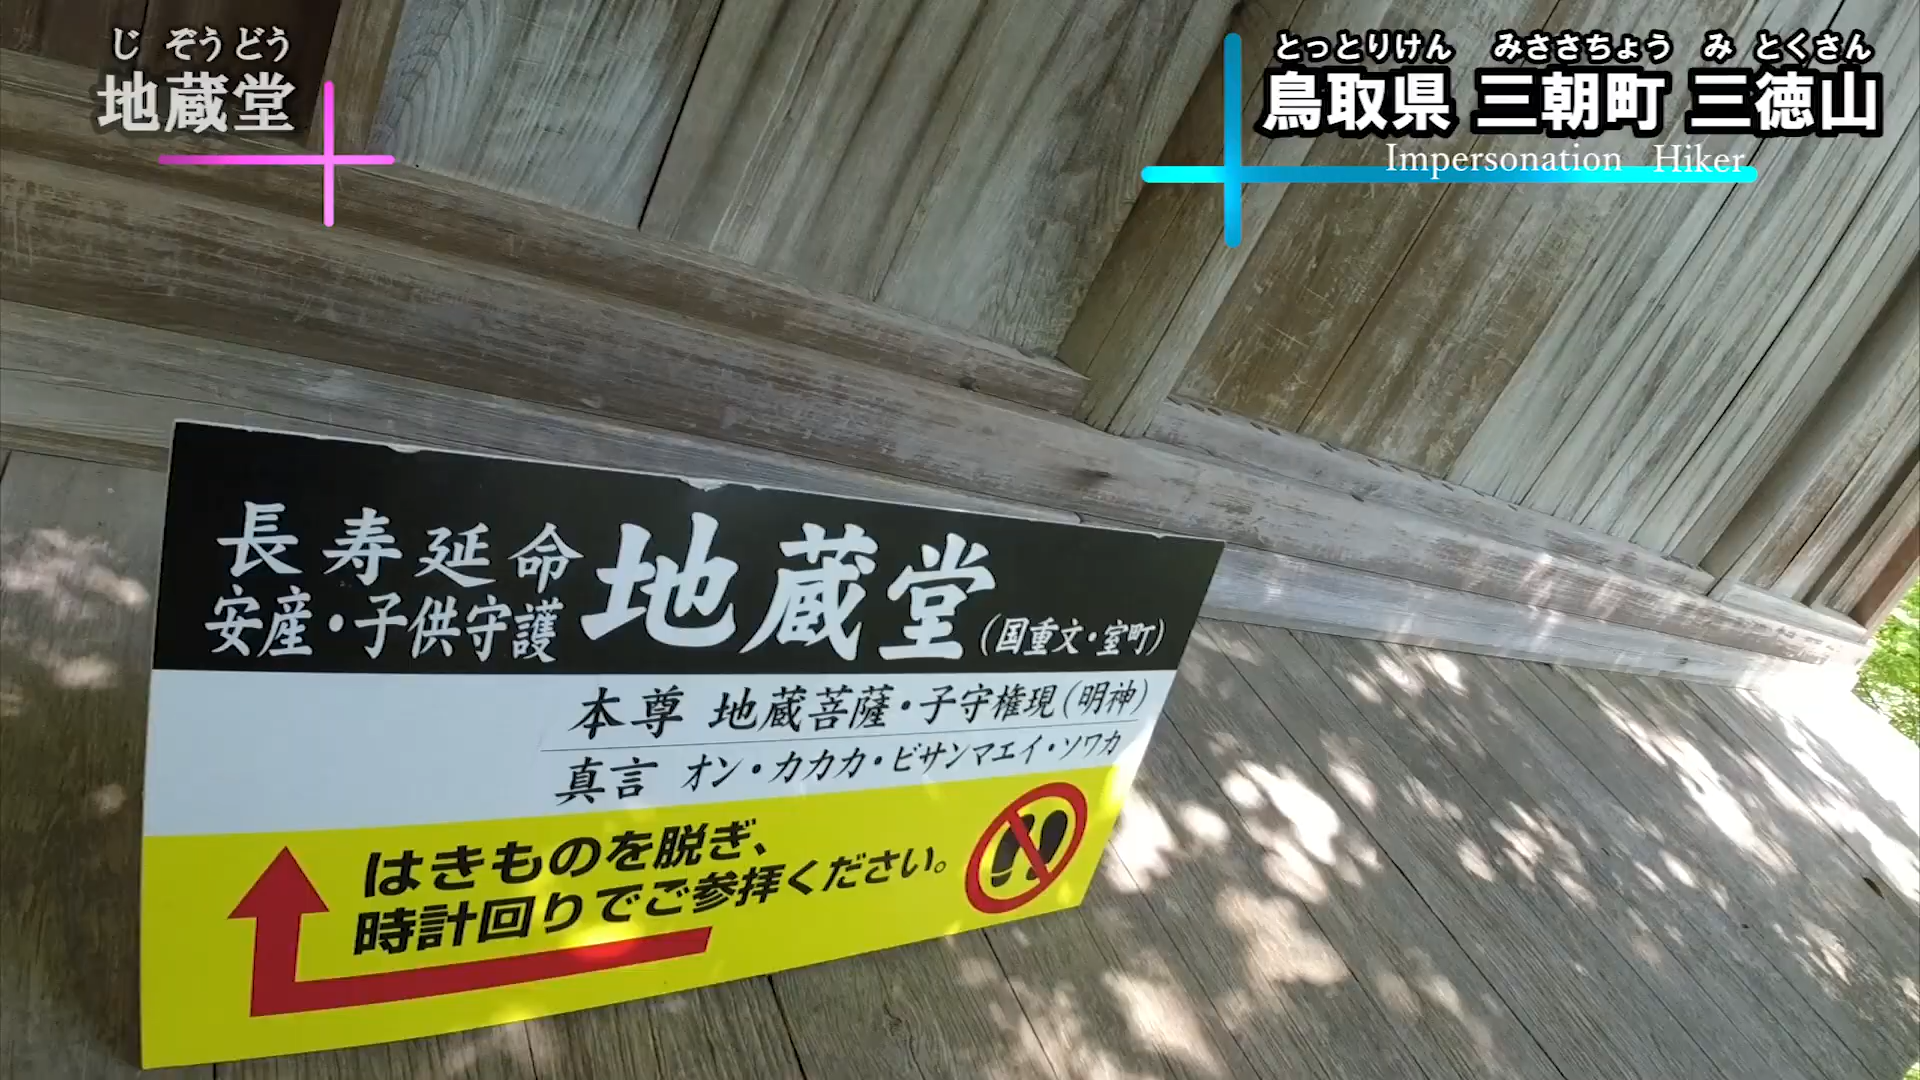 じぞうどう
地蔵堂
とっとりけん みささちょう みとくさん
鳥取県 三朝町 三徳山
Impersonation Hiker
長寿延命
安産・子供守護
地蔵堂
(国重文・室町)
本尊 地蔵菩薩・子守権現(明神)
真言 オン・カカカ・ビサンマエイ・ソワカ
はきものを脱ぎ、
時計回りでご参拝ください。